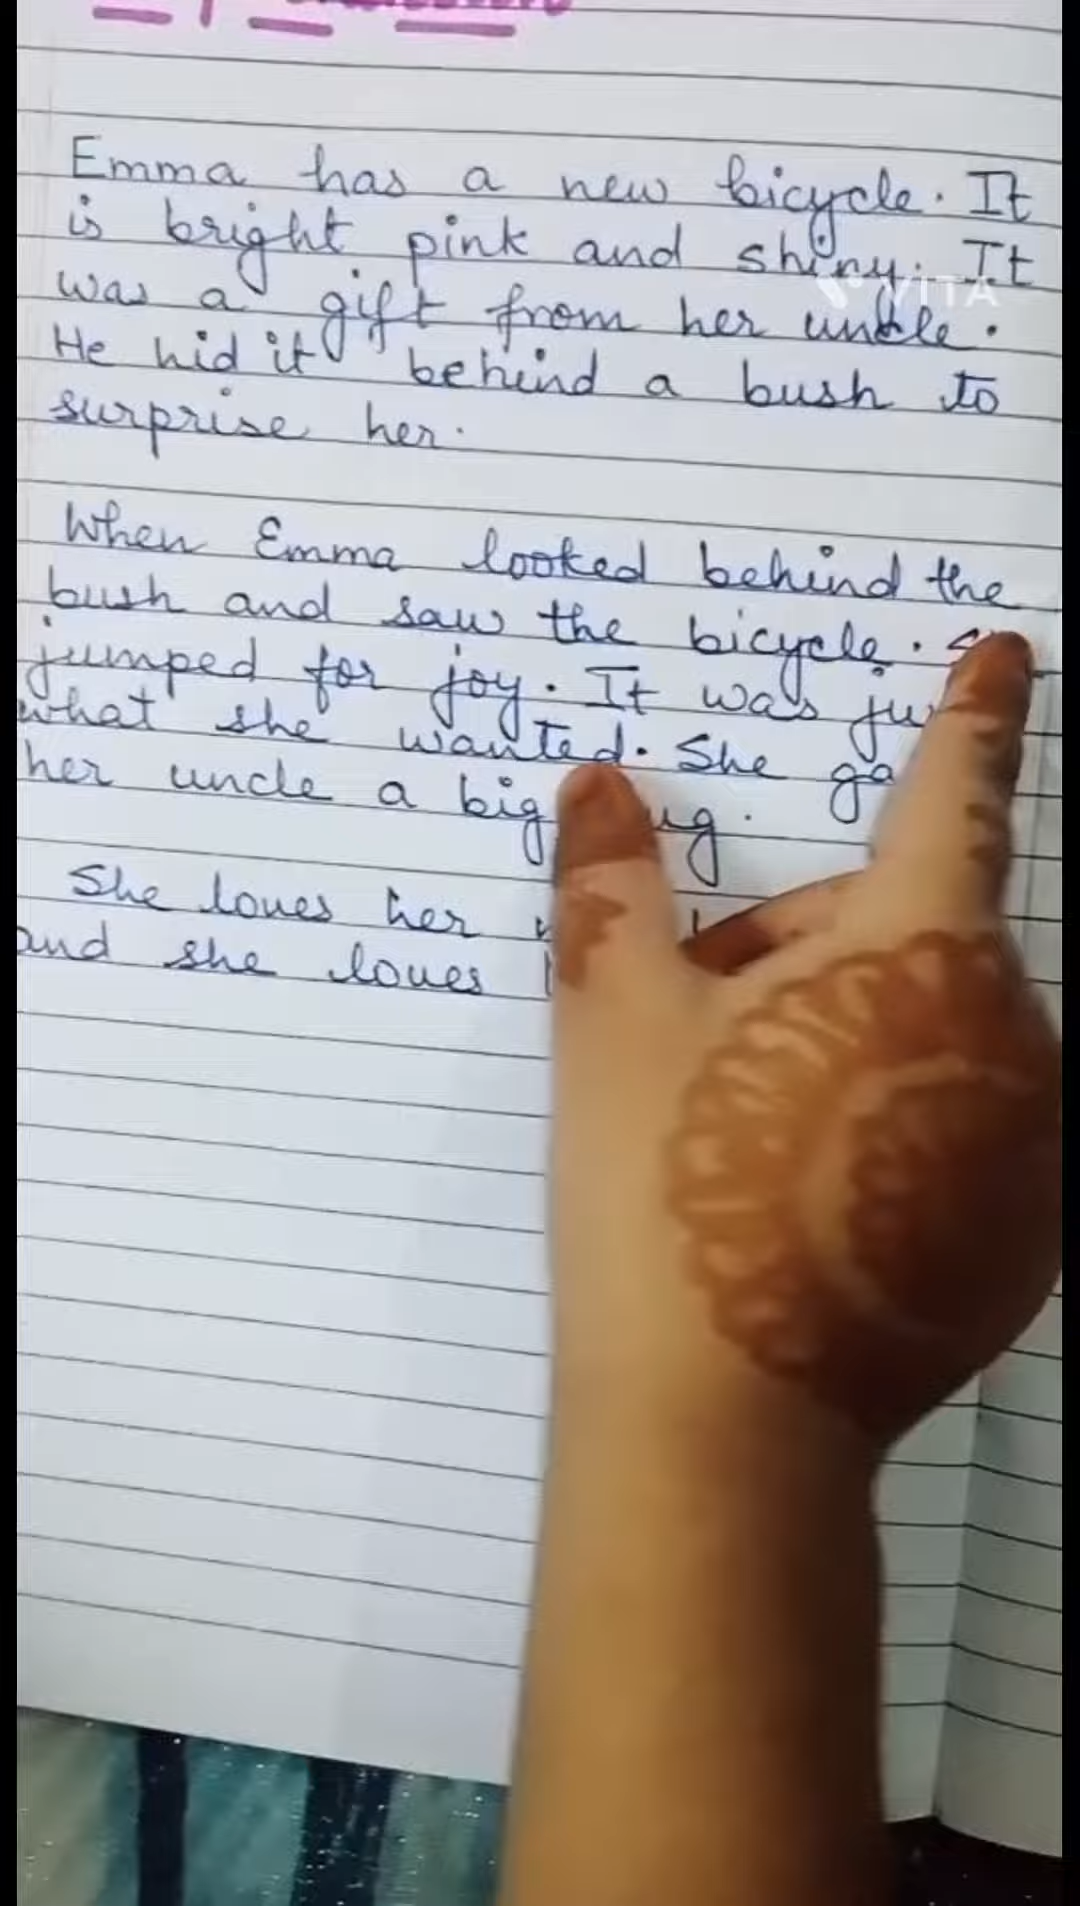 Emma has a new bicycle. It
is bright pink and shiny. It
was a gift from her uncle.
He hid it behind a bush to
surprise her.
When Emma looked behind the
bush and saw the bicycle.
jumped for joy. It was
what she wanted. She
her uncle a big
She loves her
and she loves
VITA